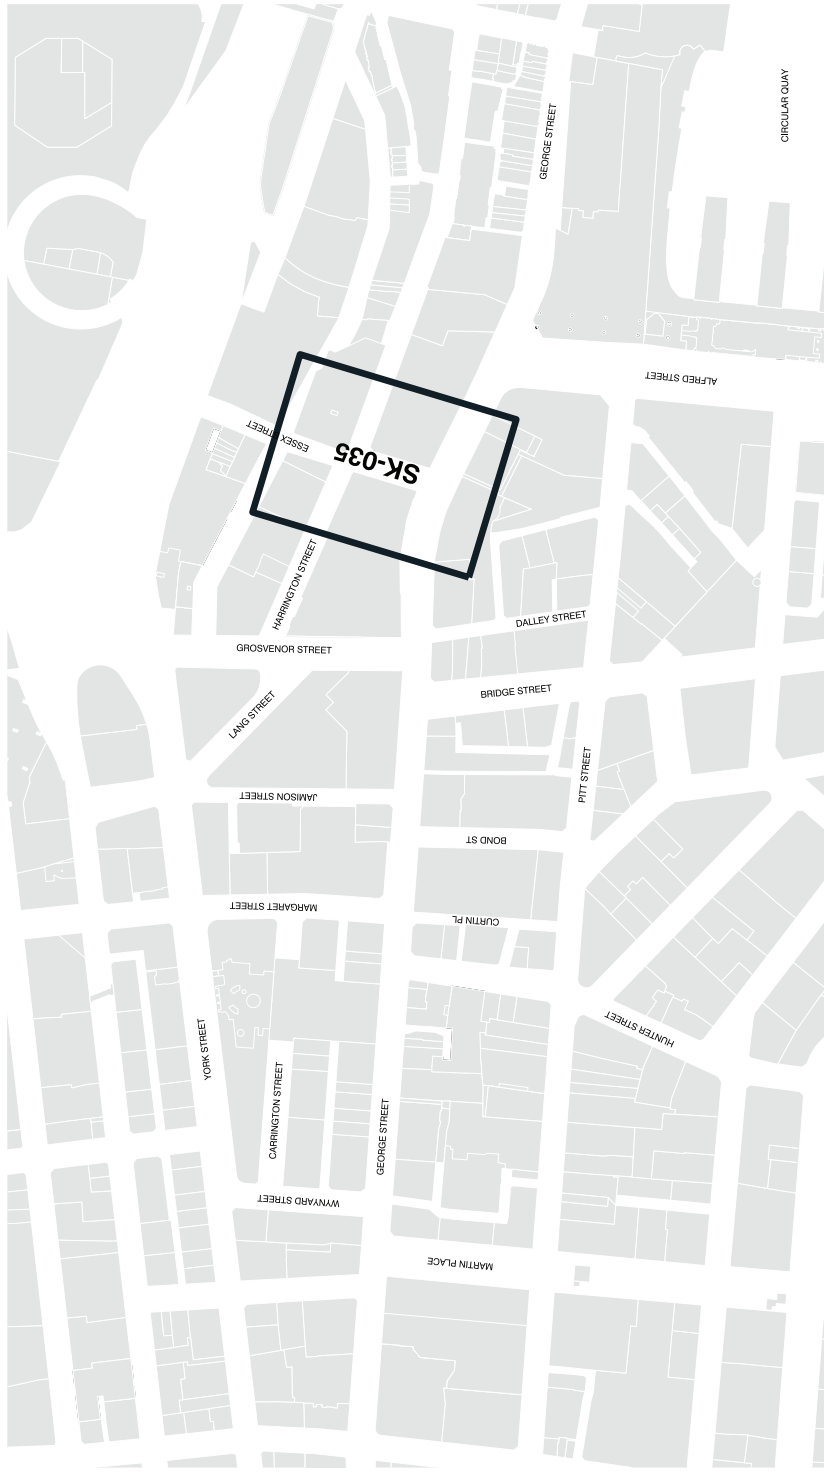 CIRCULAR QUAY
GEORGE STREET
ALFRED STREET
ESSEX STREET
SK-035
HARRINGTON STREET
DALLEY STREET
GROSVENOR STREET
BRIDGE STREET
LANG STREET
PITT STREET
JAMISON STREET
BOND ST
MARGARET STREET
CURTIN PL
HUNTER STREET
YORK STREET
CARRINGTON STREET
GEORGE STREET
WYNYARD STREET
MARTIN PLACE